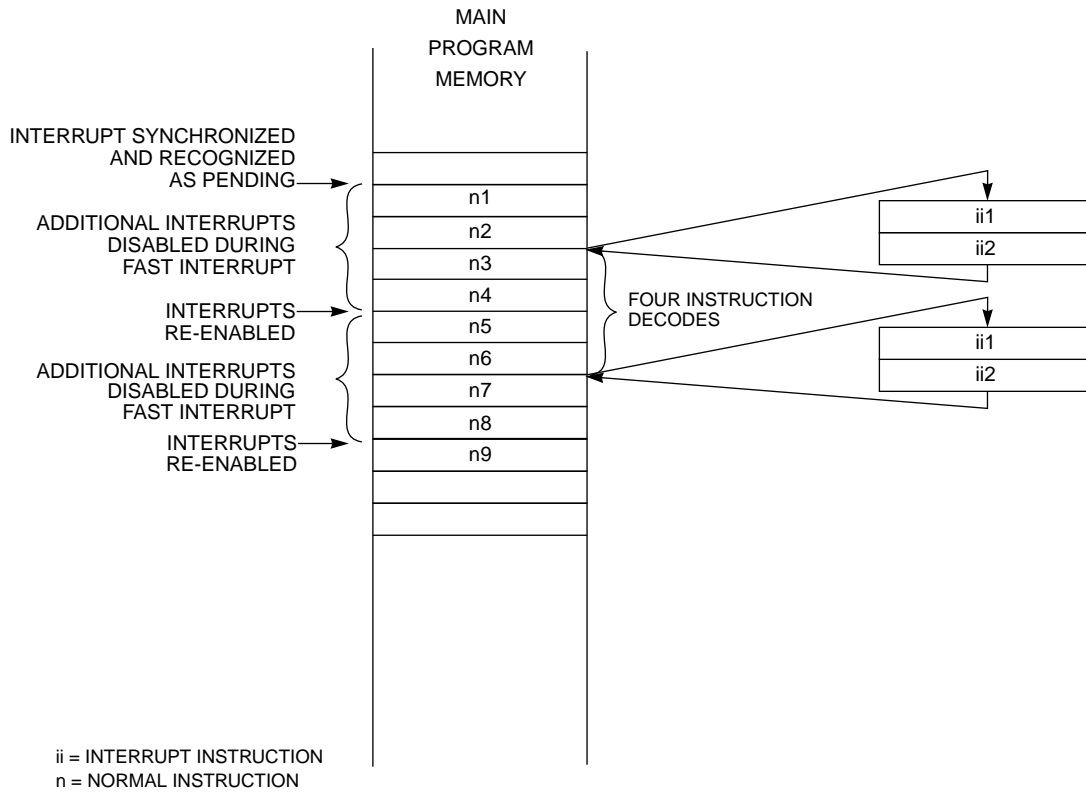 MAIN
PROGRAM
MEMORY
INTERRUPT SYNCHRONIZED
AND RECOGNIZED
AS PENDING
ADDITIONAL INTERRUPTS
DISABLED DURING
FAST INTERRUPT
INTERRUPTS
RE-ENABLED
ADDITIONAL INTERRUPTS
DISABLED DURING
FAST INTERRUPT
INTERRUPTS
RE-ENABLED
n1
n2
n3
n4
n5
n6
n7
n8
n9
FOUR INSTRUCTION
DECODES
ii1
ii2
ii1
ii2
ii = INTERRUPT INSTRUCTION
n = NORMAL INSTRUCTION